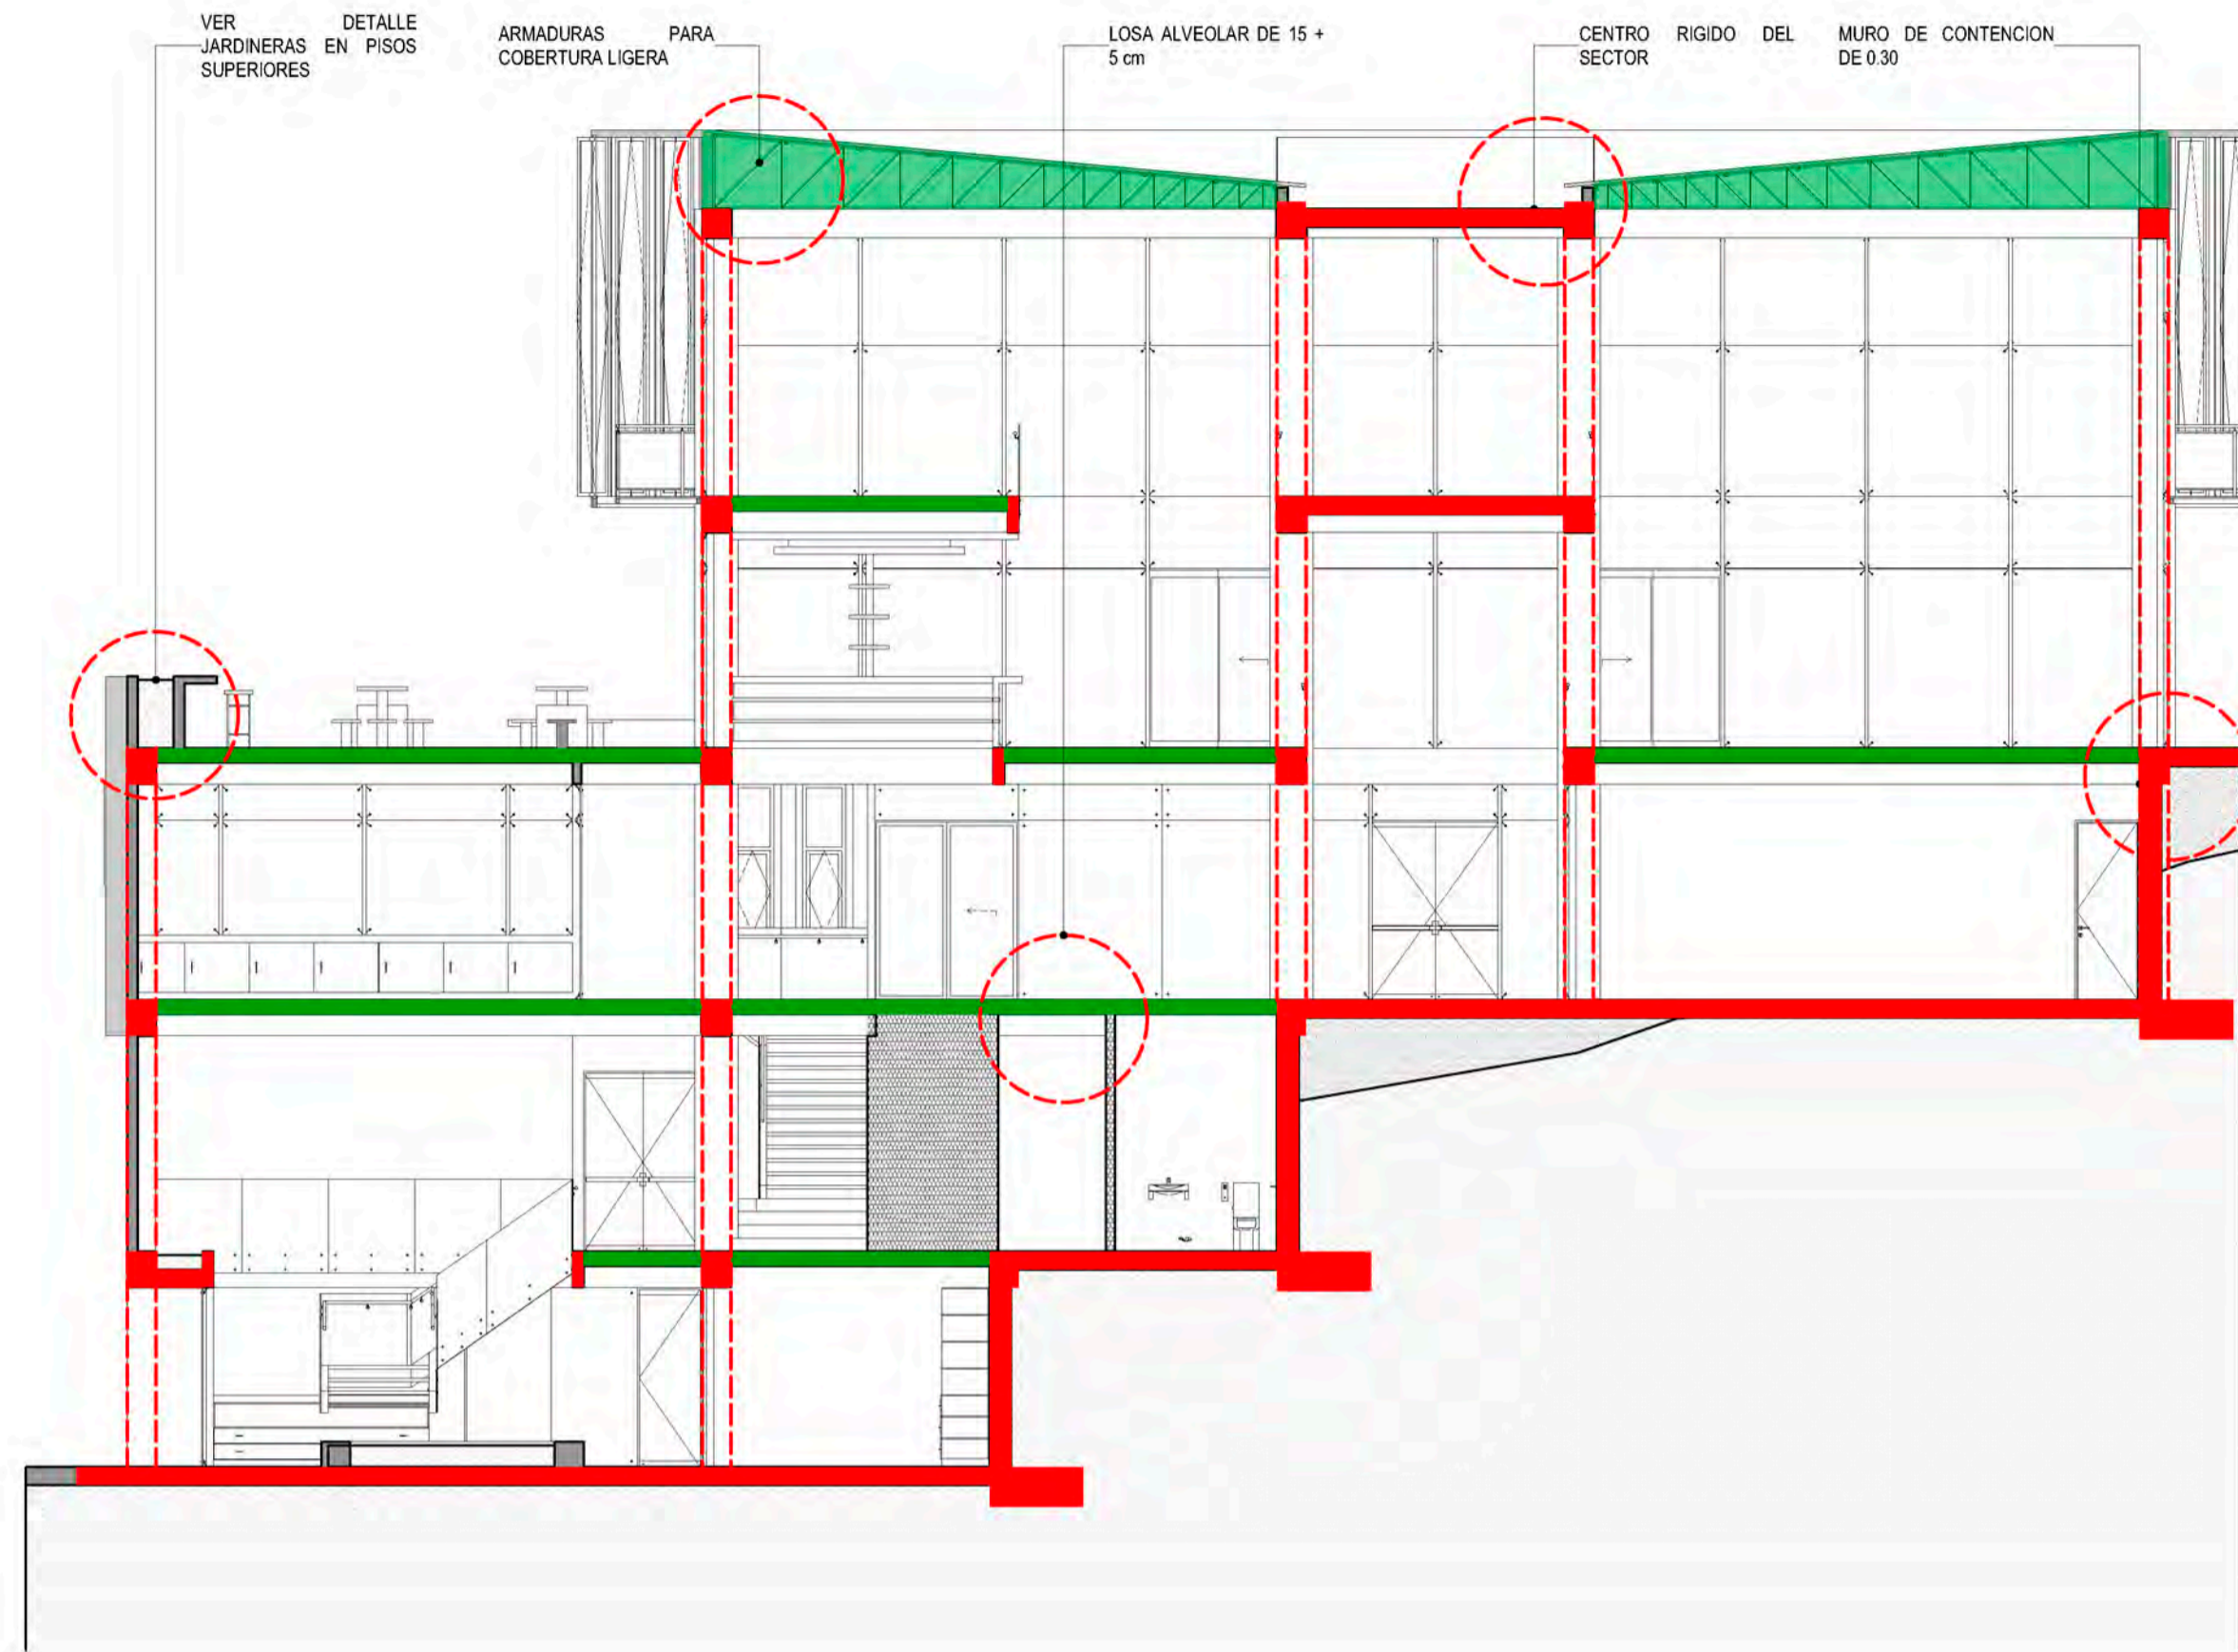 VER DETALLE
JARDINERAS EN PISOS
SUPERIORES
ARMADURAS PARA
COBERTURA LIGERA
LOSA ALVEOLAR DE 15 +
5 cm
CENTRO RIGIDO DEL
SECTOR
MURO DE CONTENCION
DE 0.30